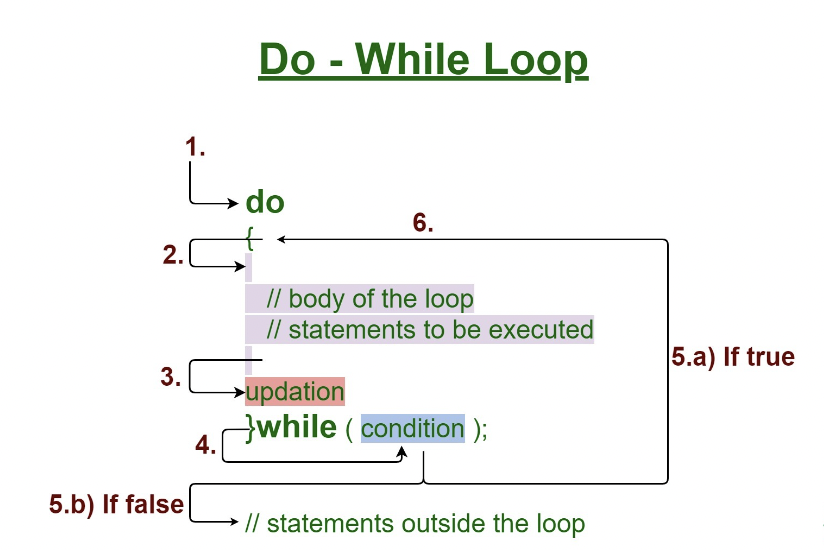 Do - While Loop
1.
do
6.
{
2.
// body of the loop
// statements to be executed
5.a) If true
3.
updation
}while ( condition );
4.
5.b) If false
// statements outside the loop